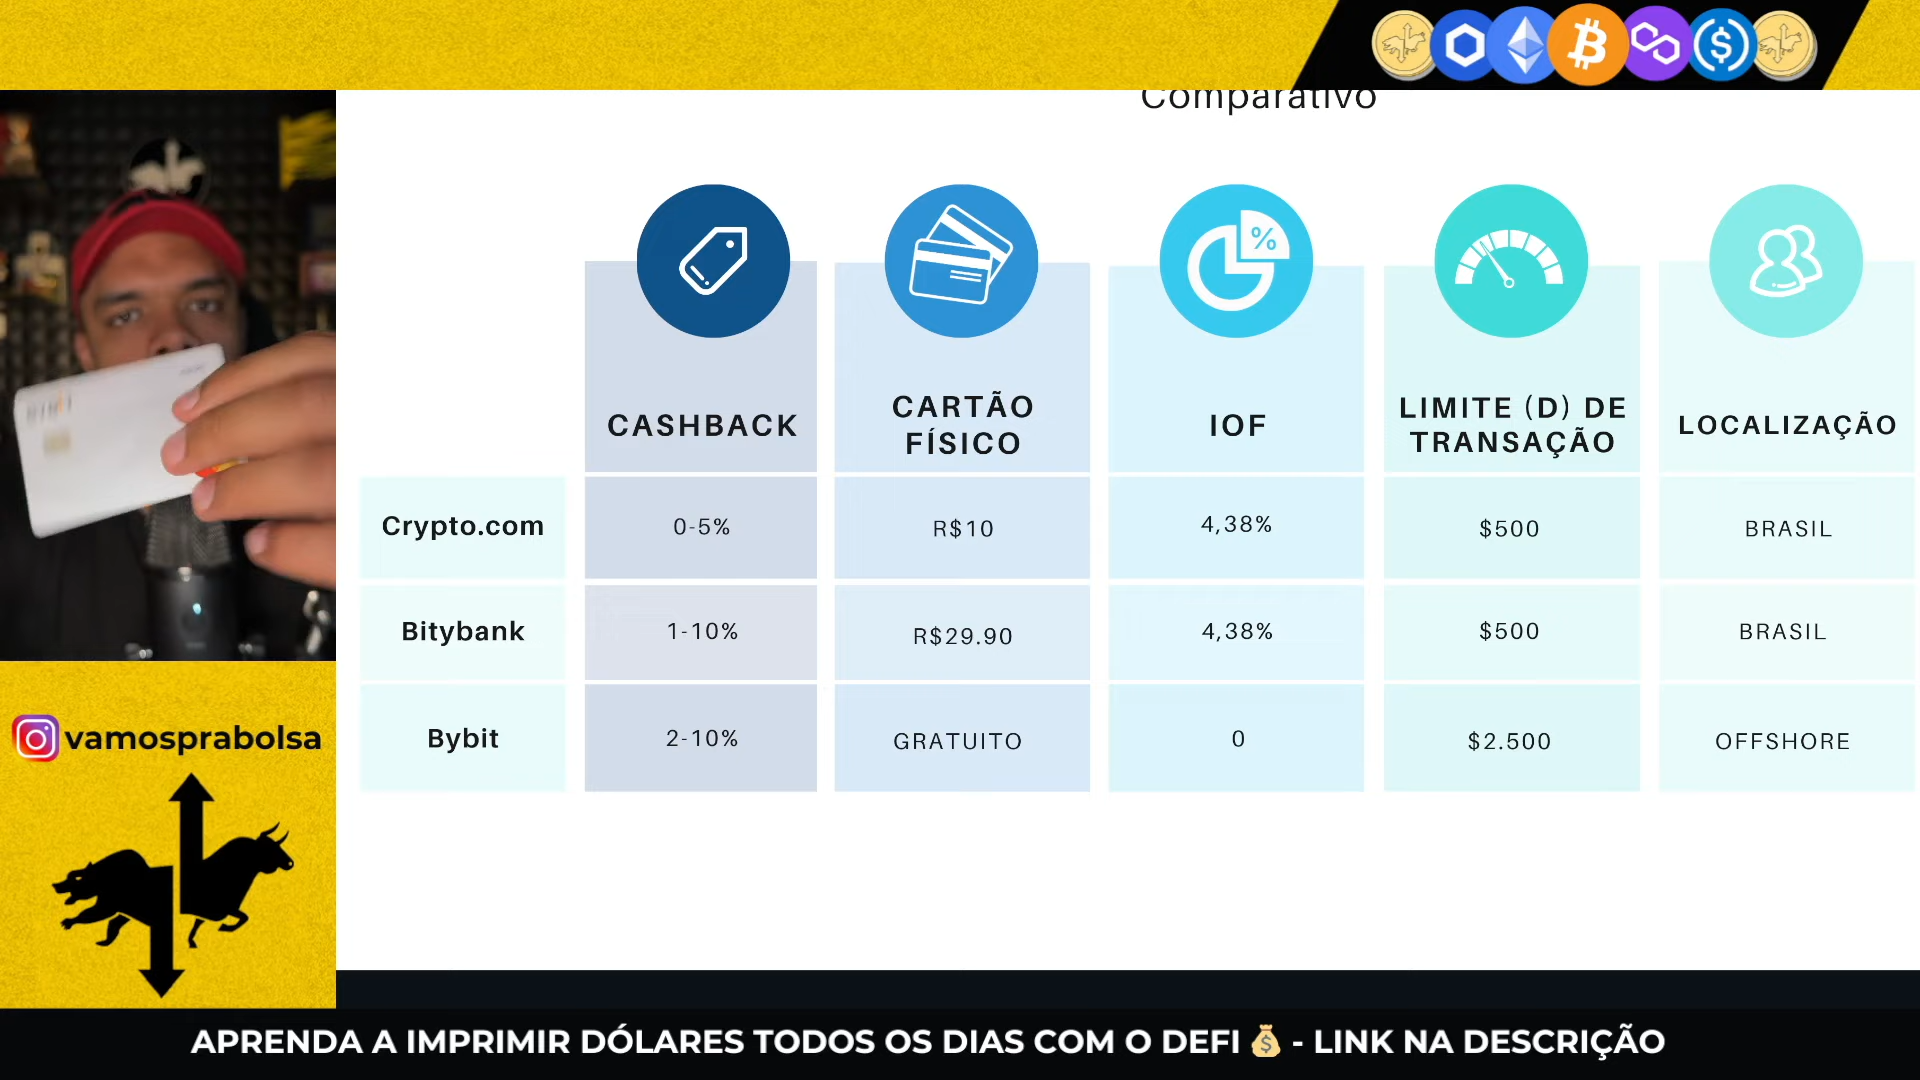 Comparativo
CASHBACK
CARTÃO
FÍSICO
IOF
LIMITE (D) DE
TRANSAÇÃO
LOCALIZAÇÃO
Crypto.com
0-5%
R$10
4,38%
$500
BRASIL
Bitybank
1-10%
R$29.90
4,38%
$500
BRASIL
Bybit
2-10%
GRATUITO
0
$2.500
OFFSHORE
vamosprabolsa
APRENDA A IMPRIMIR DÓLARES TODOS OS DIAS COM O DEFI 💰 - LINK NA DESCRIÇÃO